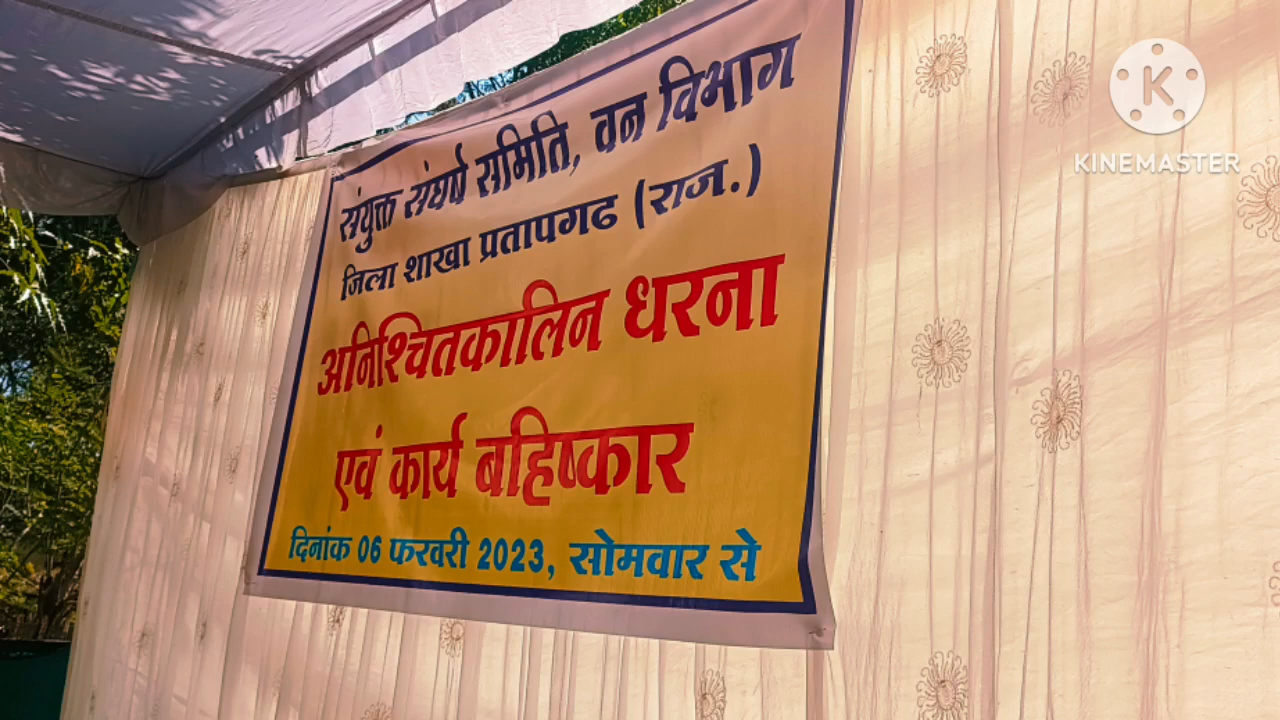 संयुक्त संघर्ष समिति, वन विभाग
जिला शाखा प्रतापगढ (राज.)
अनिश्चितकालिन धरना
एवं कार्य बहिष्कार
दिनांक 06 फरवरी 2023, सोमवार से
K
KINEMASTER